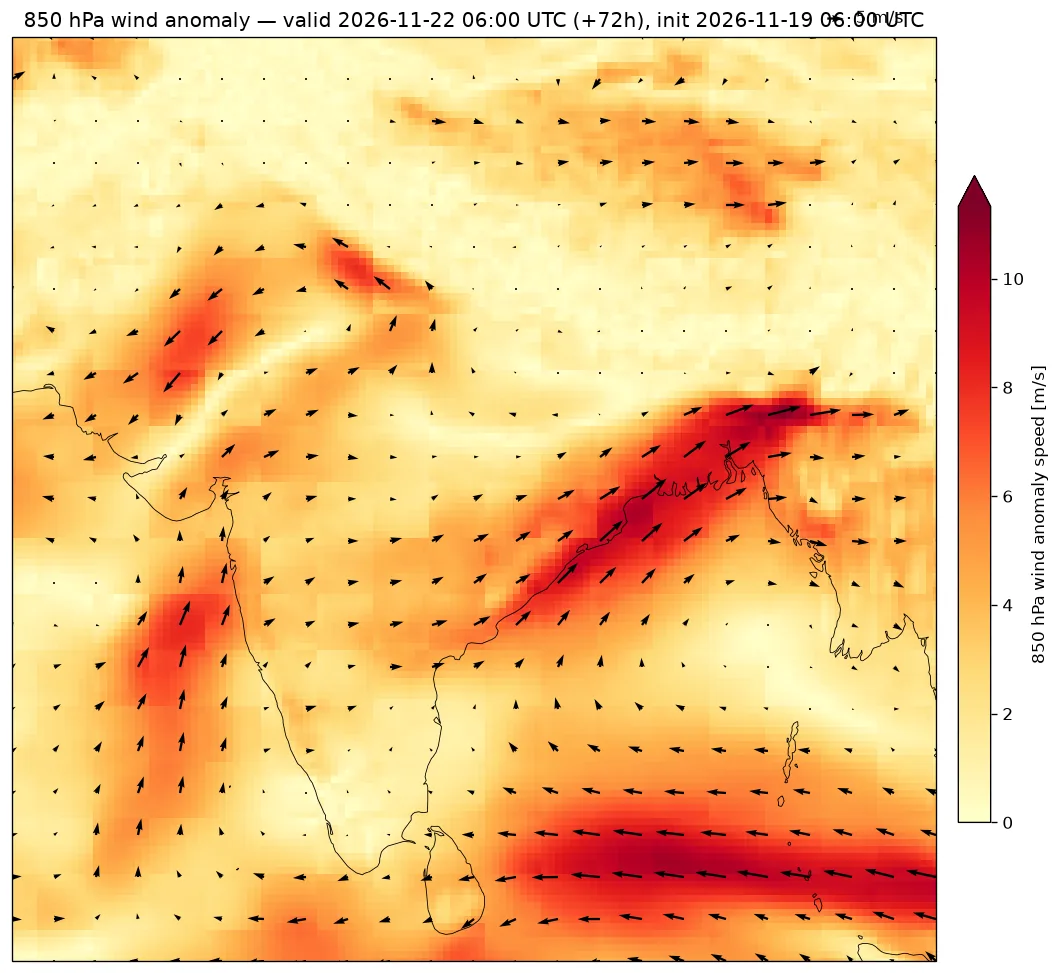 850 hPa wind anomaly — valid 2026-11-22 06:00 UTC (+72h), init 2026-11-19 06:00 UTC
5 m/s
10
8
6
4
2
0
850 hPa wind anomaly speed [m/s]